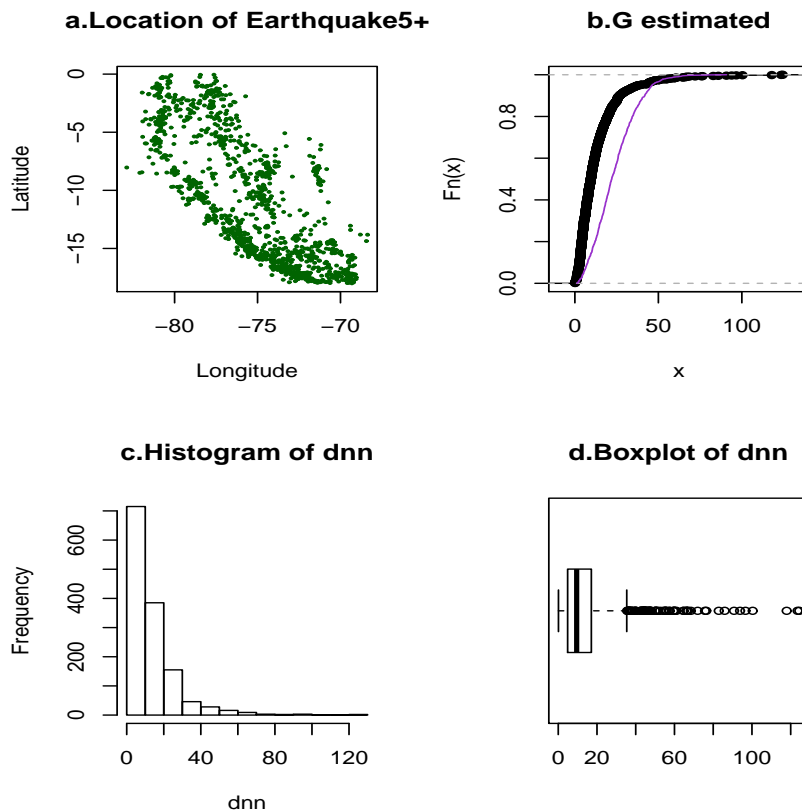 a.Location of Earthquake5+
Latitude
0
−5
−10
−15
−80
−75
−70
Longitude
b.G estimated
Fn(x)
0.8
0.4
0.0
0
50
100
x
c.Histogram of dnn
Frequency
600
400
200
0
0
40
80
120
dnn
d.Boxplot of dnn
0
20
60
100